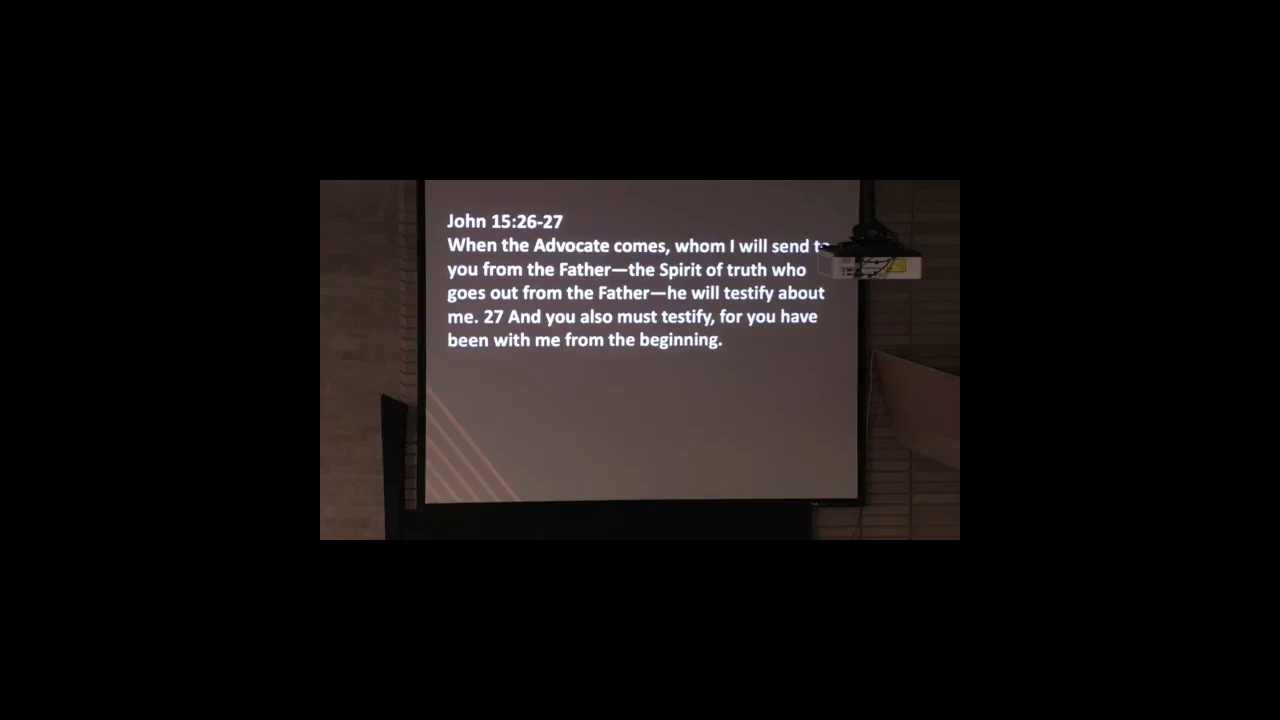 John 15:26-27
When the Advocate comes, whom I will send to
you from the Father—the Spirit of truth who
goes out from the Father—he will testify about
me. 27 And you also must testify, for you have
been with me from the beginning.